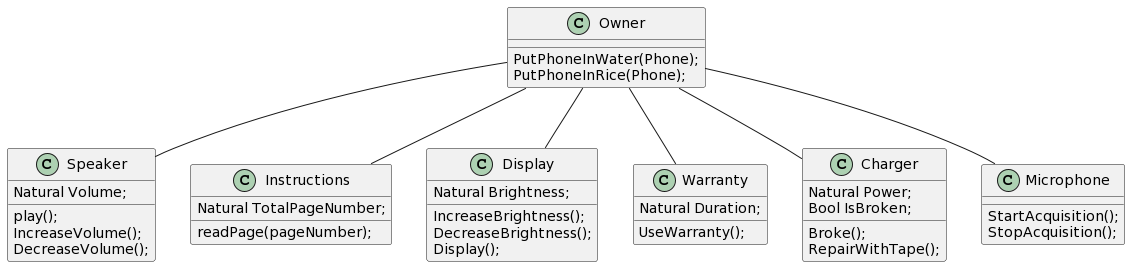 C Owner
PutPhoneInWater(Phone);
PutPhoneInRice(Phone);
C Speaker
Natural Volume;
play();
IncreaseVolume();
DecreaseVolume();
C Instructions
Natural TotalPageNumber;
readPage(pageNumber);
C Display
Natural Brightness;
IncreaseBrightness();
DecreaseBrightness();
Display();
C Warranty
Natural Duration;
UseWarranty();
C Charger
Natural Power;
Bool IsBroken;
Broke();
RepairWithTape();
C Microphone
StartAcquisition();
StopAcquisition();